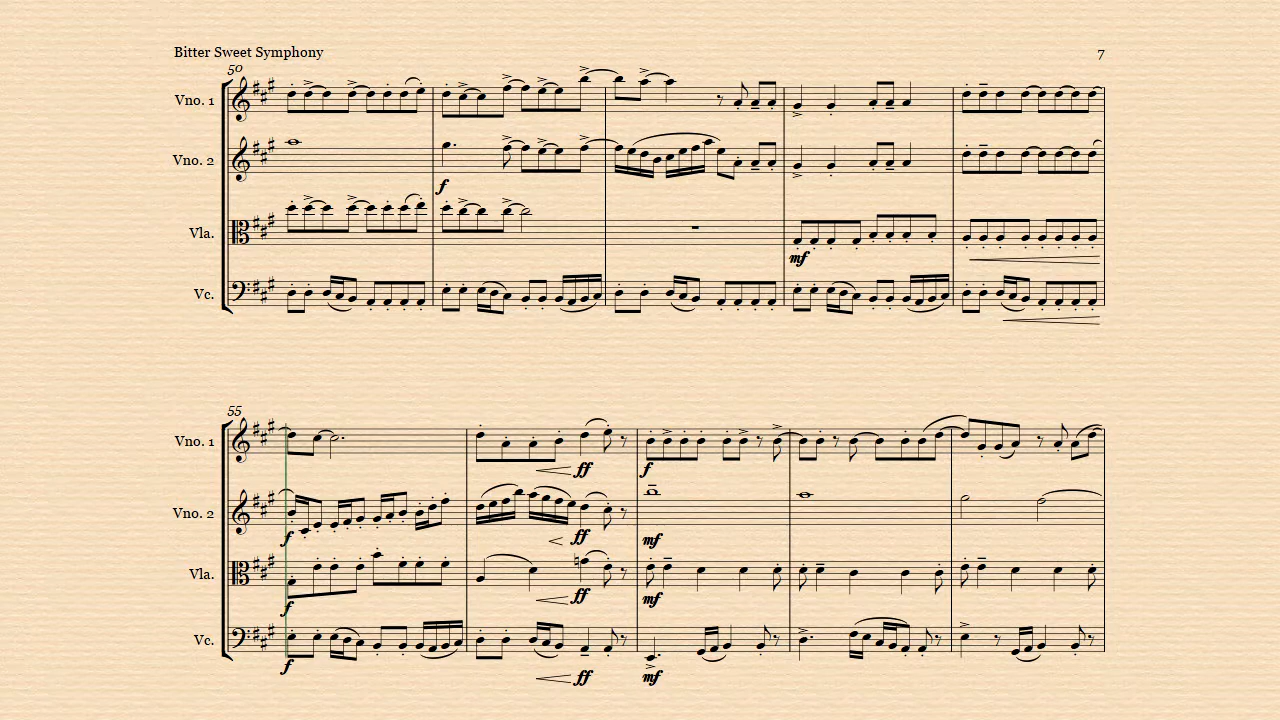 Bitter Sweet Symphony 7
50
Vno. 1
Vno. 2
f
Vla.
mf
Vc.
55
Vno. 1
ff f
Vno. 2
f ff mf
Vla.
f ff mf
Vc.
f ff mf